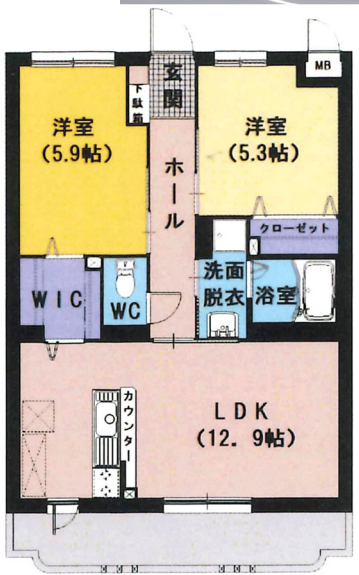 MB
玄関
下駄箱
洋室
(5.9帖)
洋室
(5.3帖)
ホール
クローゼット
WIC
WC
洗面
脱衣
浴室
カウンター
LDK
(12.9帖)